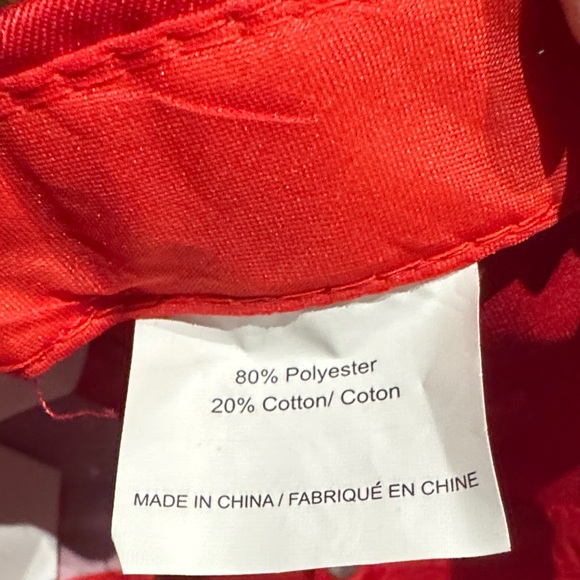 80% Polyester
20% Cotton/ Coton
MADE IN CHINA / FABRIQUÉ EN CHINE